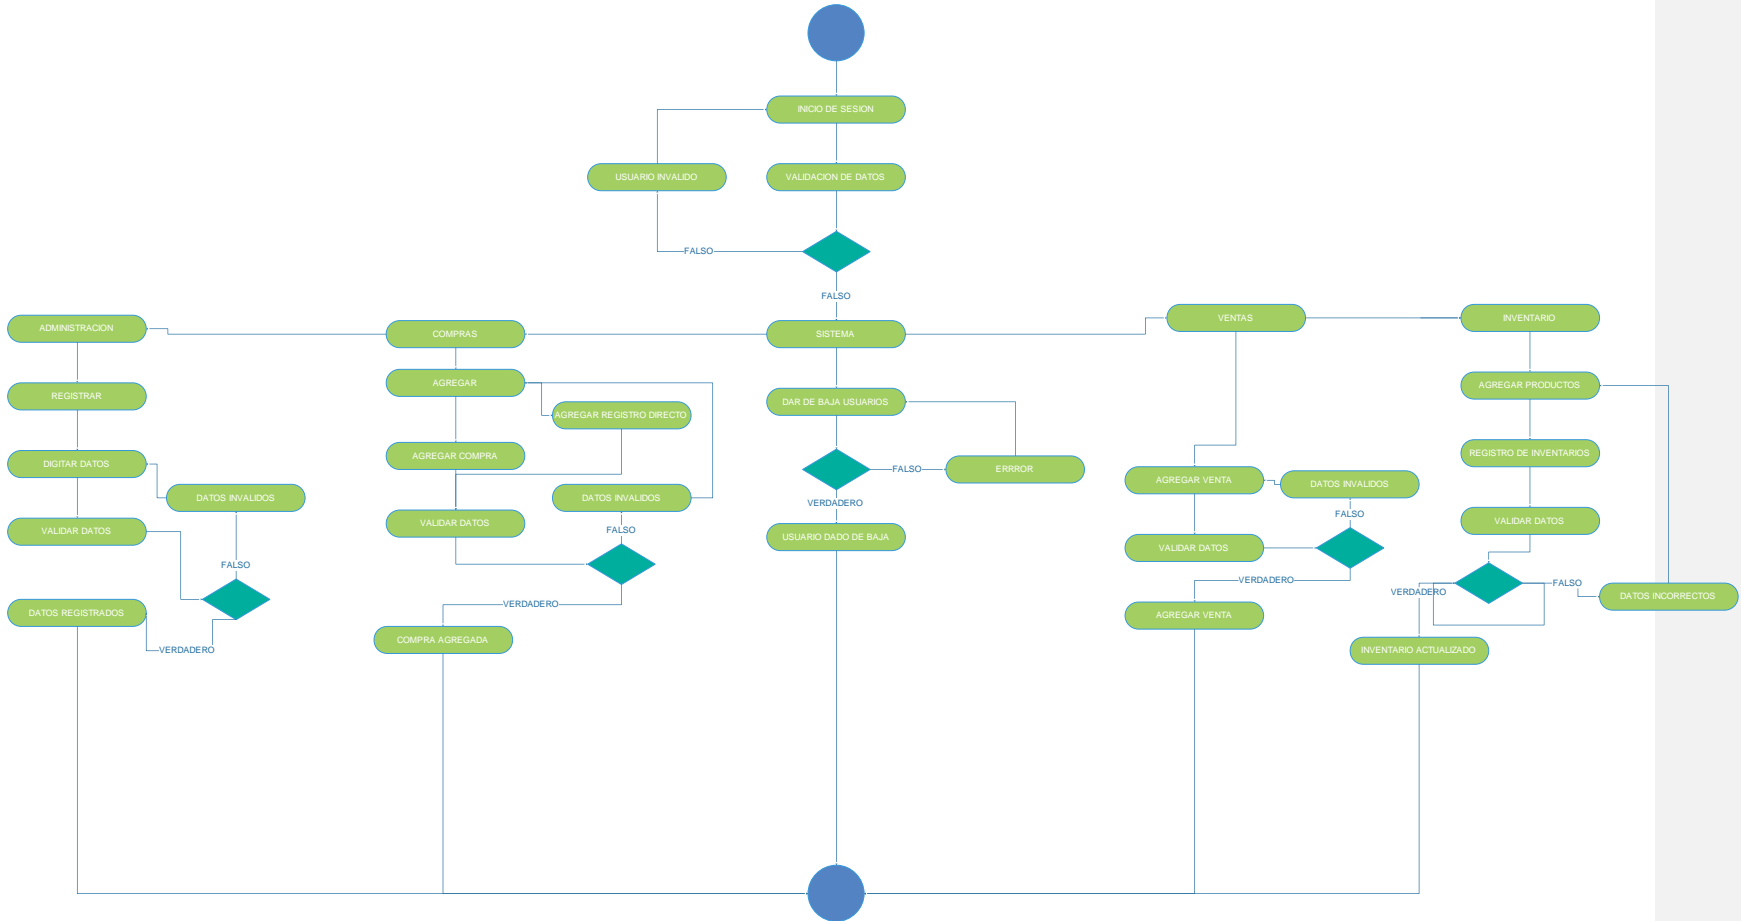 INICIO DE SESION
USUARIO INVALIDO
VALIDACION DE DATOS
FALSO
FALSO
ADMINISTRACION
COMPRAS
SISTEMA
VENTAS
INVENTARIO
REGISTRAR
DIGITAR DATOS
DATOS INVALIDOS
VALIDAR DATOS
FALSO
DATOS REGISTRADOS
VERDADERO
AGREGAR
AGREGAR REGISTRO DIRECTO
AGREGAR COMPRA
DATOS INVALIDOS
VALIDAR DATOS
FALSO
VERDADERO
COMPRA AGREGADA
DAR DE BAJA USUARIOS
FALSO
ERRROR
VERDADERO
USUARIO DADO DE BAJA
AGREGAR VENTA
DATOS INVALIDOS
FALSO
VALIDAR DATOS
VERDADERO
AGREGAR VENTA
AGREGAR PRODUCTOS
REGISTRO DE INVENTARIOS
VALIDAR DATOS
FALSO
VERDADERO
DATOS INCORRECTOS
INVENTARIO ACTUALIZADO